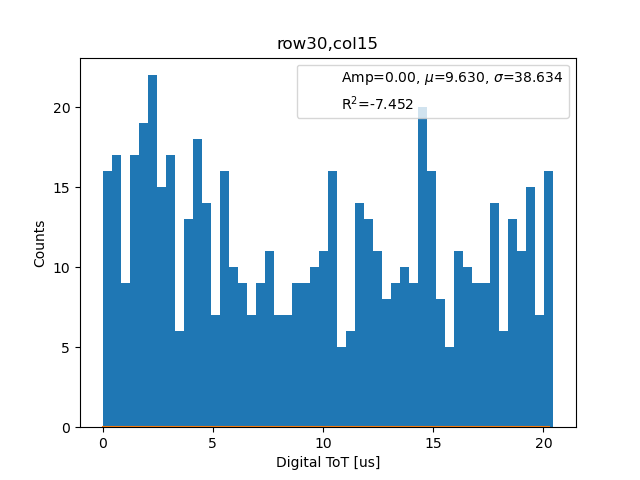 row30,col15
Amp=0.00, μ=9.630, σ=38.634
R²=-7.452
20
15
10
5
0
Counts
0 5 10 15 20
Digital ToT [us]